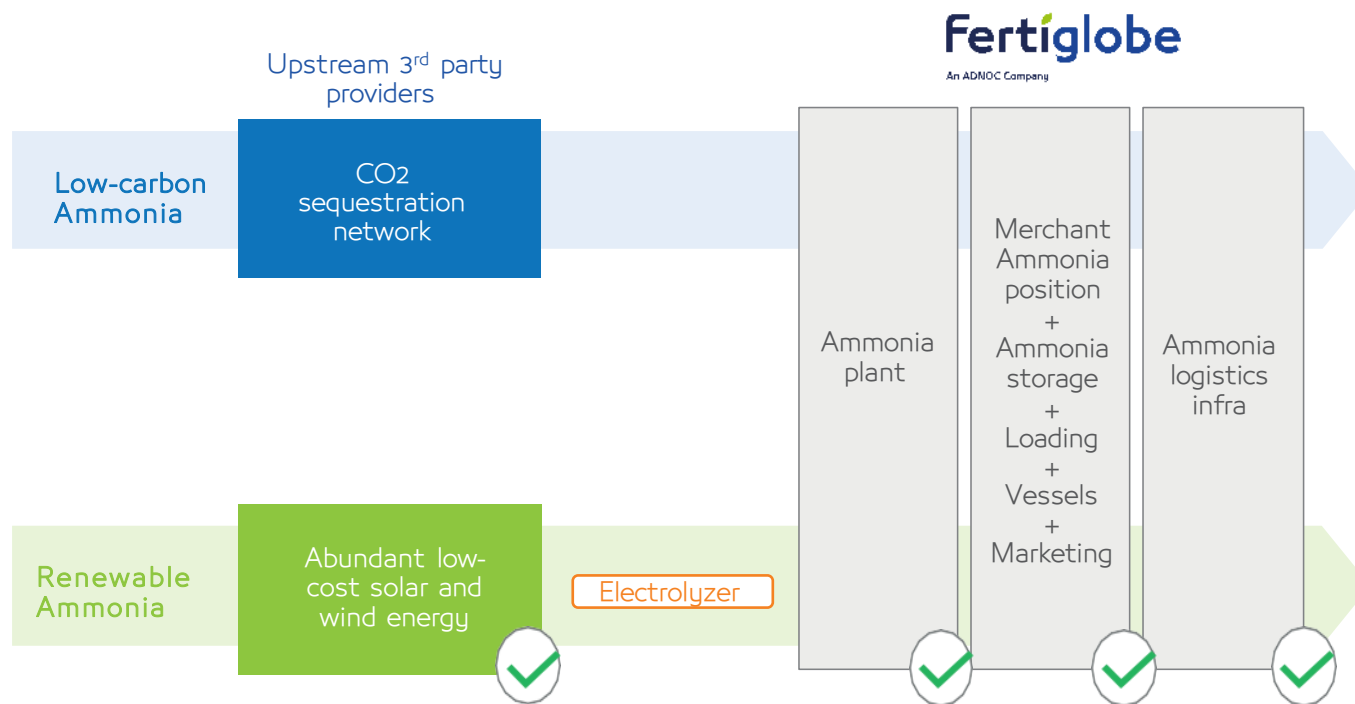 Fertiglobe
An ADNOC Company
Upstream 3rd party
providers
Low-carbon
Ammonia
CO2
sequestration
network
Ammonia
plant
Merchant
Ammonia
position
+
Ammonia
storage
+
Loading
+
Vessels
+
Marketing
Ammonia
logistics
infra
Renewable
Ammonia
Abundant low-
cost solar and
wind energy
Electrolyzer